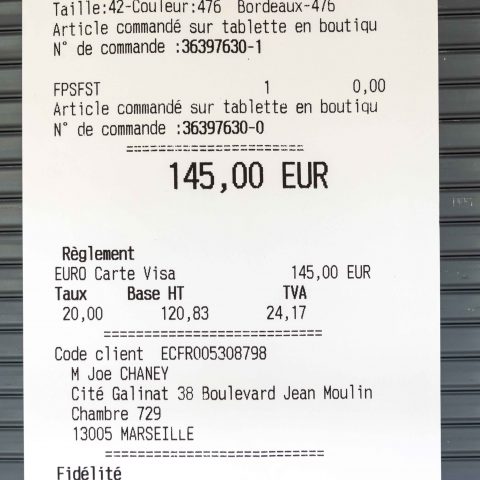 Taille:42-Couleur:476 Bordeaux-476
Article commandé sur tablette en boutiqu
N° de commande :36397630-1
FPSFST 1 0,00
Article commandé sur tablette en boutiqu
N° de commande :36397630-0
=======================
145,00 EUR
Règlement
EURO Carte Visa 145,00 EUR
Taux Base HT TVA
20,00 120,83 24,17
============================
Code client ECFR005308798
M Joe CHANEY
Cité Galinat 38 Boulevard Jean Moulin
Chambre 729
13005 MARSEILLE
============================
Fidélité